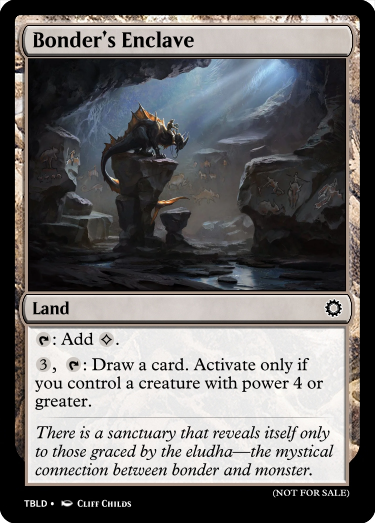 Bonder's Enclave
Land
: Add .
3, : Draw a card. Activate only if
you control a creature with power 4 or
greater.
There is a sanctuary that reveals itself only
to those graced by the eludha—the mystical
connection between bonder and monster.
(NOT FOR SALE)
TBLD • Cliff Childs